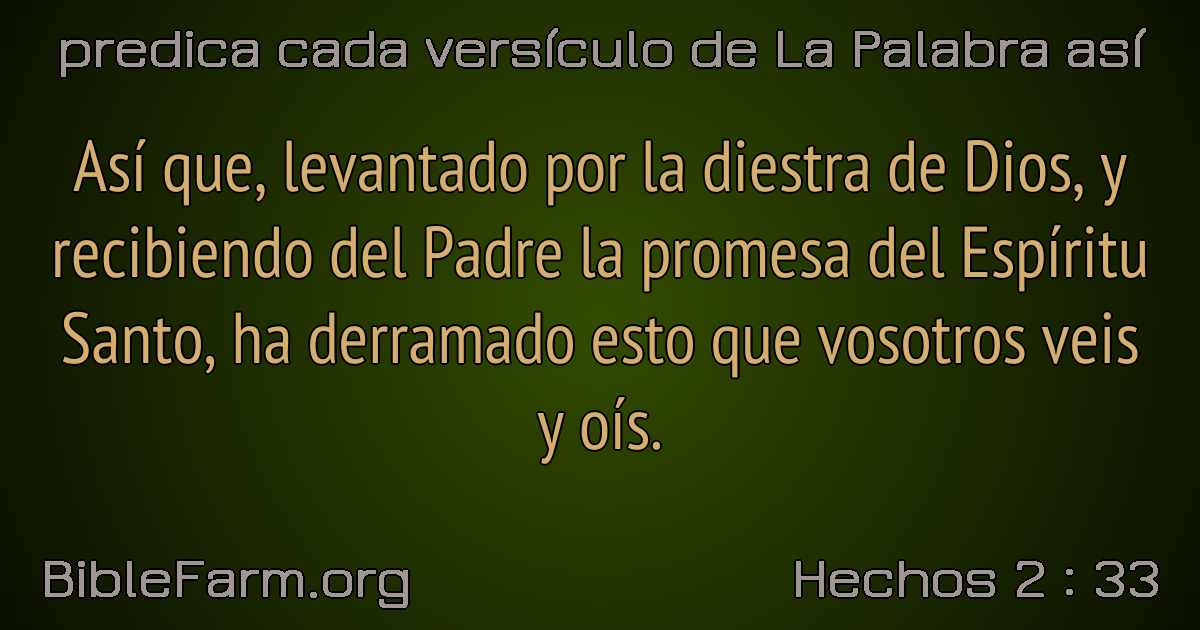 predica cada versículo de La Palabra así
Así que, levantado por la diestra de Dios, y
recibiendo del Padre la promesa del Espíritu
Santo, ha derramado esto que vosotros veis
y oís.
BibleFarm.org
Hechos 2 : 33